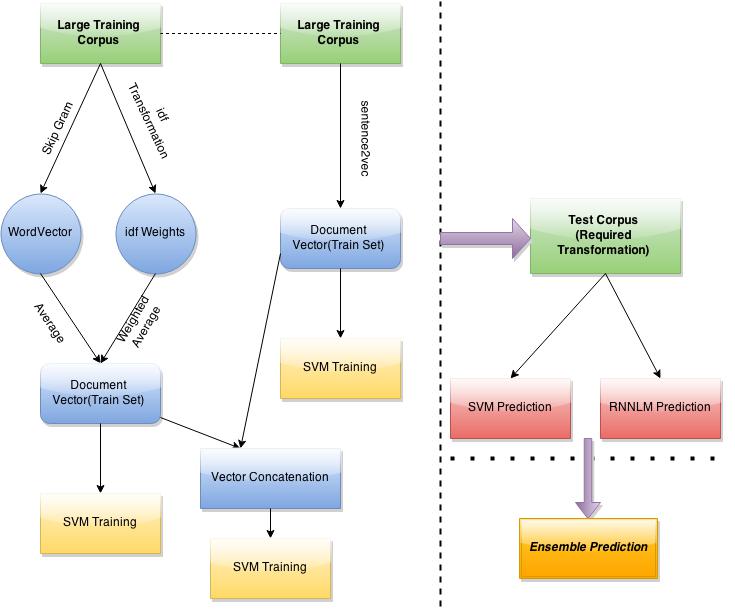 Large Training
Corpus
Large Training
Corpus
Skip Gram
idf
Transformation
sentence2vec
WordVector
idf Weights
Document
Vector(Train Set)
Average
Weighted
Average
SVM Training
Document
Vector(Train Set)
Vector Concatenation
SVM Training
SVM Training
Test Corpus
(Required
Transformation)
SVM Prediction
RNNLM Prediction
Ensemble Prediction